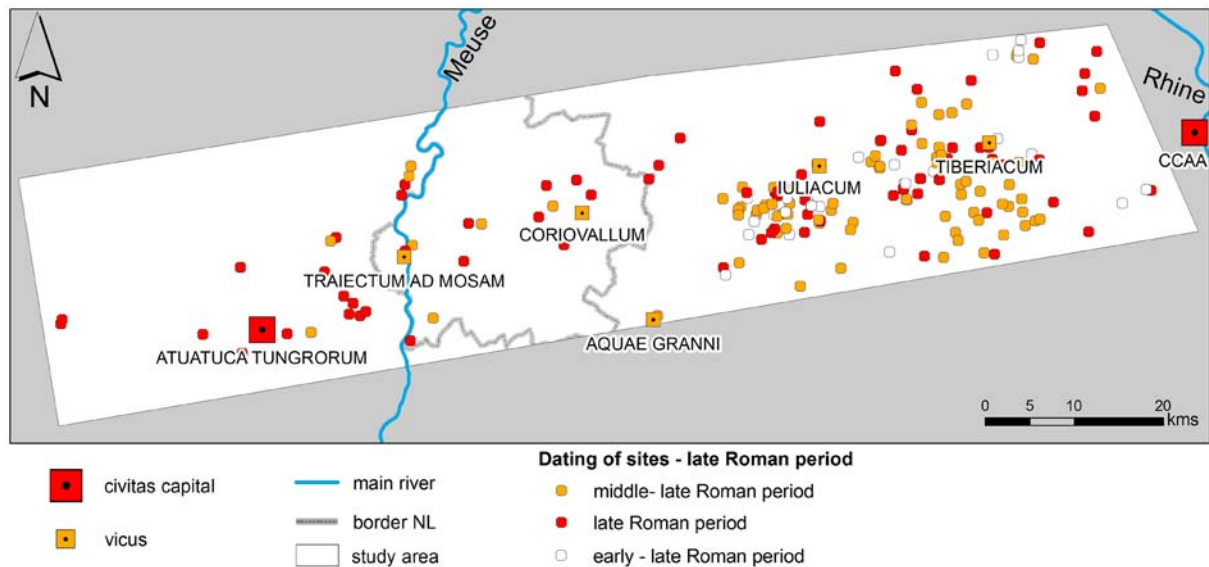 Meuse
Rhine
N
CCAA
TIBERIACUM
IULIACUM
CORIOVALLUM
TRAIECTUM AD MOSAM
AQUAE GRANNI
ATUATUCA TUNGRORUM
0 5 10 20
kms
civitas capital
vicus
main river
border NL
study area
Dating of sites - late Roman period
middle- late Roman period
late Roman period
early - late Roman period